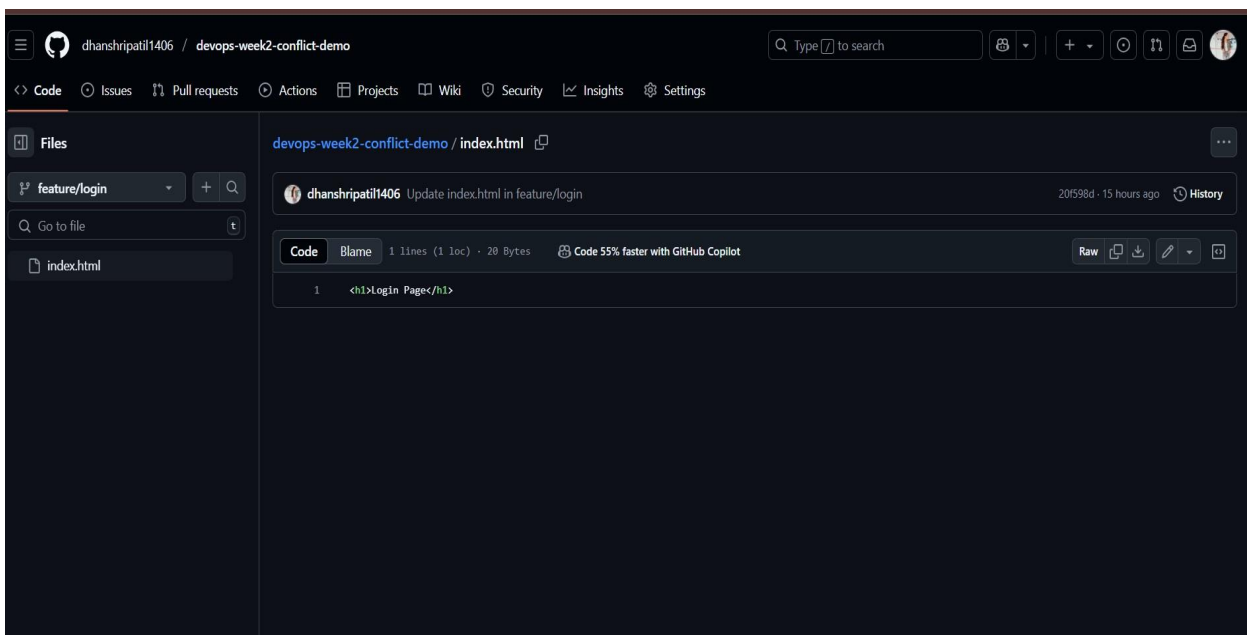 dhanshripatil1406 / devops-week2-conflict-demo
Type / to search
Code Issues Pull requests Actions Projects Wiki Security Insights Settings
Files
devops-week2-conflict-demo / index.html
feature/login
dhanshripatil1406 Update index.html in feature/login 20f598d · 15 hours ago History
Go to file t
Code Blame 1 lines (1 loc) · 20 Bytes Code 55% faster with GitHub Copilot Raw
index.html
1 <h1>Login Page</h1>